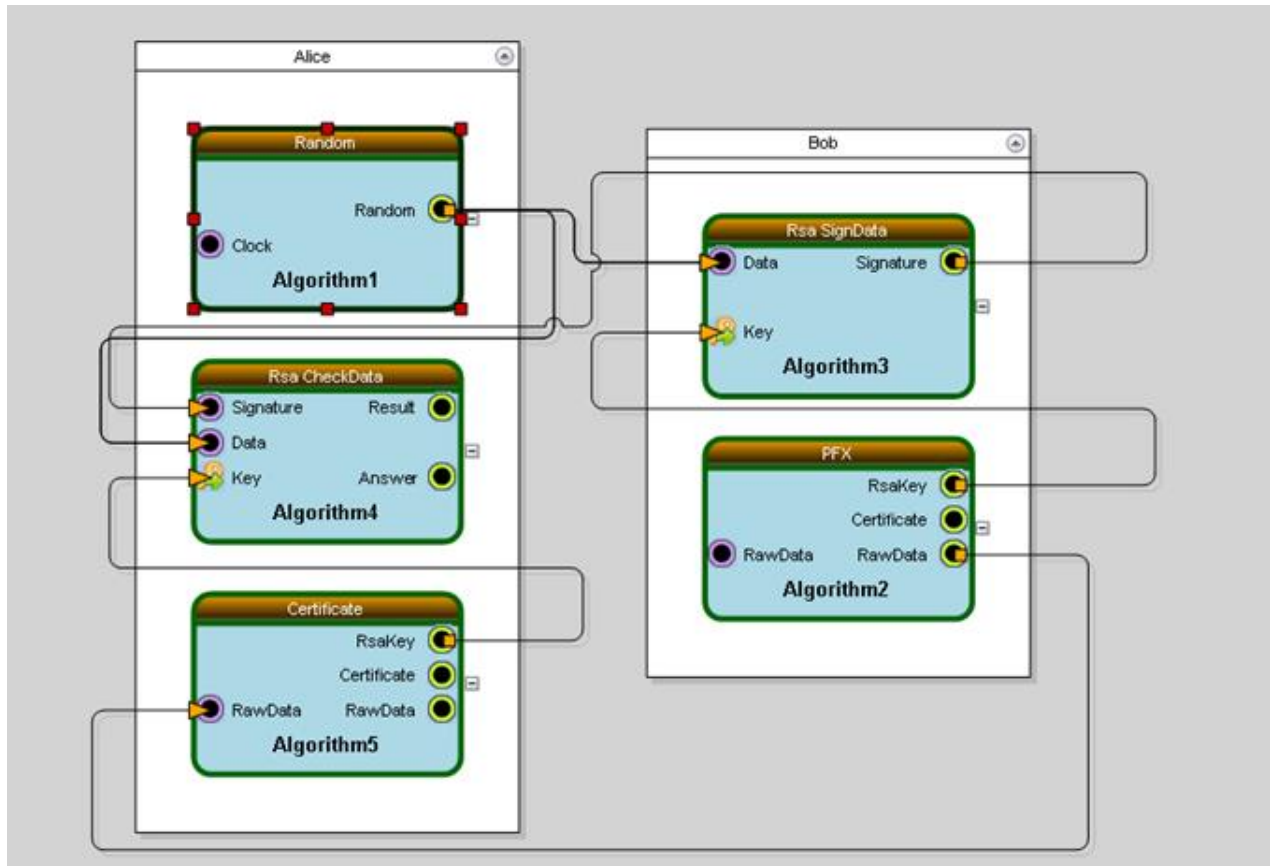 Alice
Random
Random
Clock
Algorithm1
Rsa CheckData
Signature Result
Data
Key Answer
Algorithm4
Certificate
RsaKey
Certificate
RawData RawData
Algorithm5
Bob
Rsa SignData
Data Signature
Key
Algorithm3
PFX
RsaKey
Certificate
RawData RawData
Algorithm2